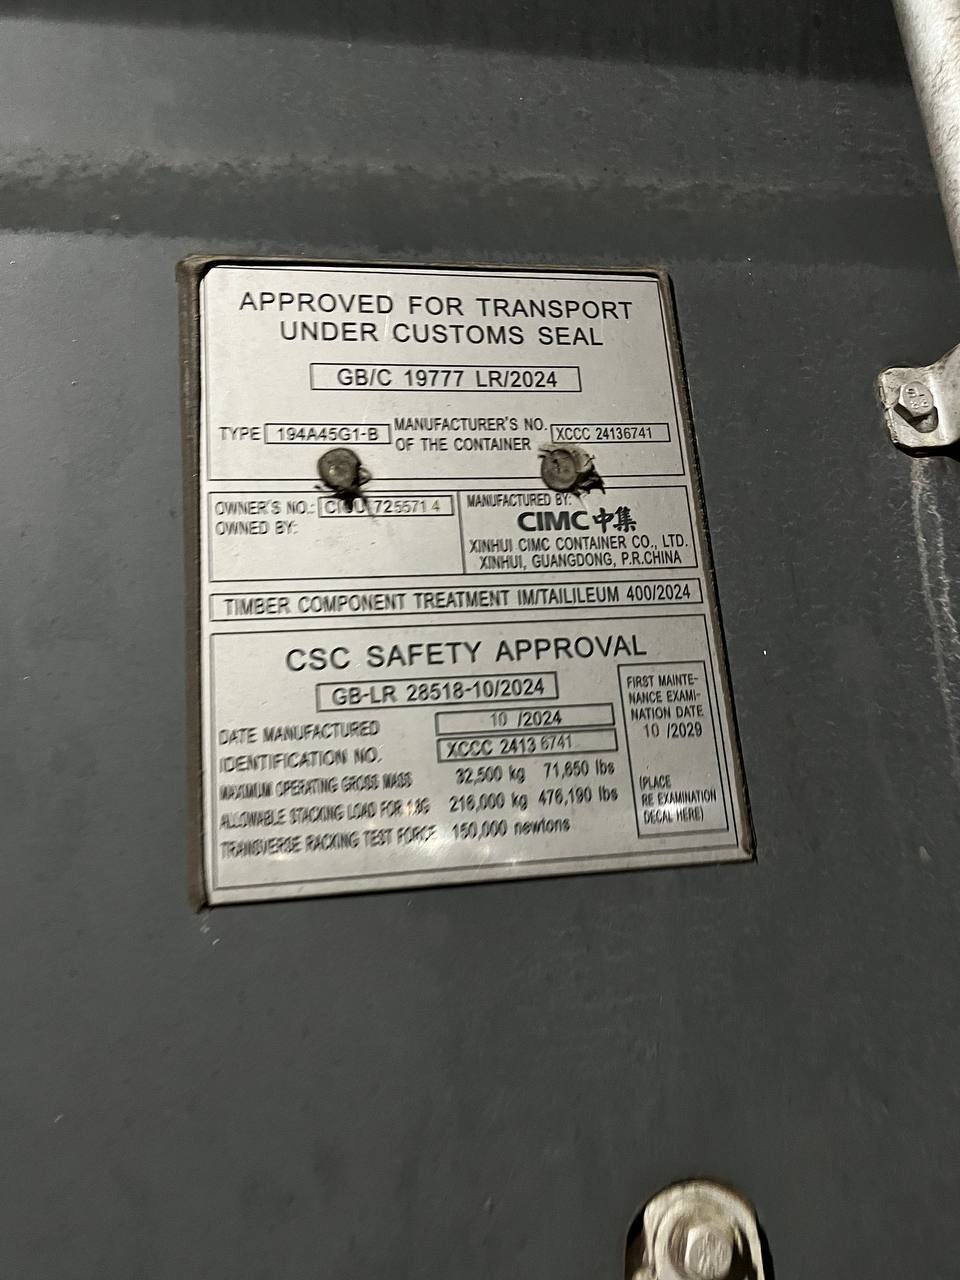 APPROVED FOR TRANSPORT
UNDER CUSTOMS SEAL
GB/C 19777 LR/2024
TYPE 194A45G1-B MANUFACTURER'S NO. OF THE CONTAINER XCCC 24136741
OWNER'S NO.: 725571 4
OWNED BY:
MANUFACTURED BY:
CIMC 中集
XINHUI CIMC CONTAINER CO., LTD.
XINHUI, GUANGDONG, P.R.CHINA
TIMBER COMPONENT TREATMENT IM/TAILILEUM 400/2024
CSC SAFETY APPROVAL
GB-LR 28518-10/2024
DATE MANUFACTURED 10 /2024
IDENTIFICATION NO. XCCC 2413 6741
MAXIMUM OPERATING GROSS MASS 32,500 kg 71,650 lbs
ALLOWABLE STACKING LOAD FOR 1.8G 216,000 kg 476,190 lbs
TRANSVERSE RACKING TEST FORCE 150,000 newtons
FIRST MAINTE-
NANCE EXAMI-
NATION DATE
10 /2029
(PLACE
RE EXAMINATION
DECAL HERE)